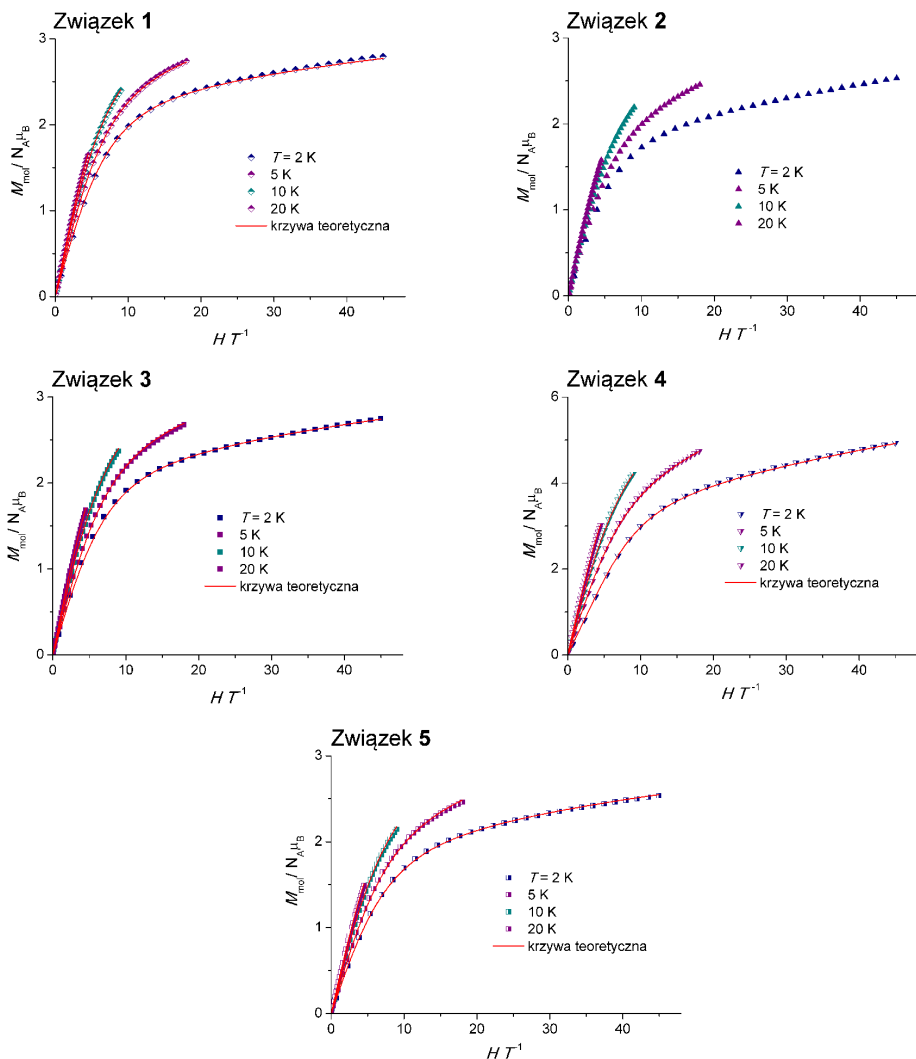 Związek 1
3
2
1
0
M_mol / N_Aμ_B
0 10 20 30 40
H T⁻¹
T = 2 K
5 K
10 K
20 K
krzywa teoretyczna
Związek 2
3
2
1
0
M_mol / N_Aμ_B
0 10 20 30 40
H T⁻¹
T = 2 K
5 K
10 K
20 K
Związek 3
3
2
1
0
M_mol / N_Aμ_B
0 10 20 30 40
H T⁻¹
T = 2 K
5 K
10 K
20 K
krzywa teoretyczna
Związek 4
6
4
2
0
M_mol / N_Aμ_B
0 10 20 30 40
H T⁻¹
T = 2 K
5 K
10 K
20 K
krzywa teoretyczna
Związek 5
3
2
1
0
M_mol / N_Aμ_B
0 10 20 30 40
H T⁻¹
T = 2 K
5 K
10 K
20 K
krzywa teoretyczna